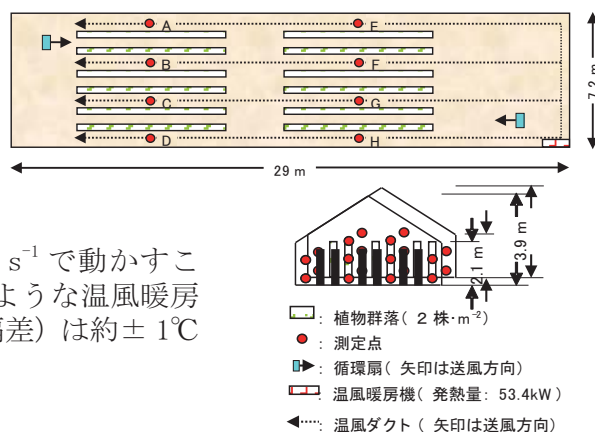 A
E
B
F
C
G
D
H
7.2 m
29 m
2.1 m
3.9 m
s⁻¹ で動かすこ
ような温風暖房
差）は約± 1℃
: 植物群落( 2 株･m⁻²)
: 測定点
: 循環扇( 矢印は送風方向)
: 温風暖房機( 発熱量: 53.4kW )
: 温風ダクト ( 矢印は送風方向)